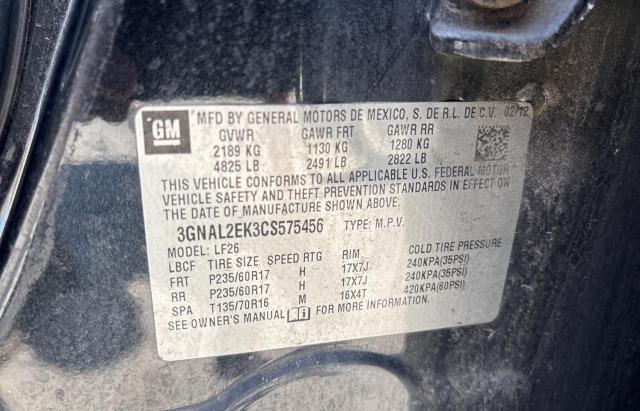 GM
MFD BY GENERAL MOTORS DE MEXICO, S. DE R.L. DE C.V. 02/12
GVWR GAWR FRT GAWR RR
2189 KG 1130 KG 1280 KG
4825 LB 2491 LB 2822 LB
THIS VEHICLE CONFORMS TO ALL APPLICABLE U.S. FEDERAL MOTOR
VEHICLE SAFETY AND THEFT PREVENTION STANDARDS IN EFFECT ON
THE DATE OF MANUFACTURE SHOWN ABOVE.
3GNAL2EK3CS575456 TYPE: M.P.V.
MODEL: LF26
LBCF TIRE SIZE SPEED RTG RIM COLD TIRE PRESSURE
FRT P235/60R17 H 17X7J 240KPA(35PSI)
RR P235/60R17 H 17X7J 240KPA(35PSI)
SPA T135/70R16 M 16X4T 420KPA(60PSI)
SEE OWNER'S MANUAL FOR MORE INFORMATION.